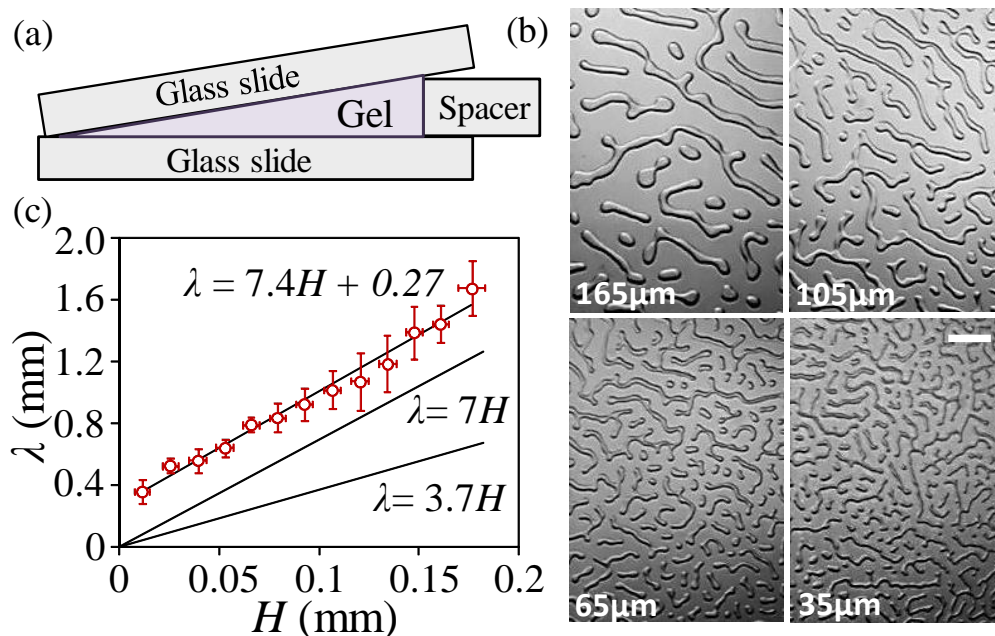 (a)
Glass slide
Gel
Spacer
Glass slide
(b)
165μm
105μm
65μm
35μm
(c)
2.0
1.6
1.2
0.8
0.4
0
λ (mm)
λ = 7.4H + 0.27
λ= 7H
λ= 3.7H
0
0.05
0.1
0.15
0.2
H (mm)